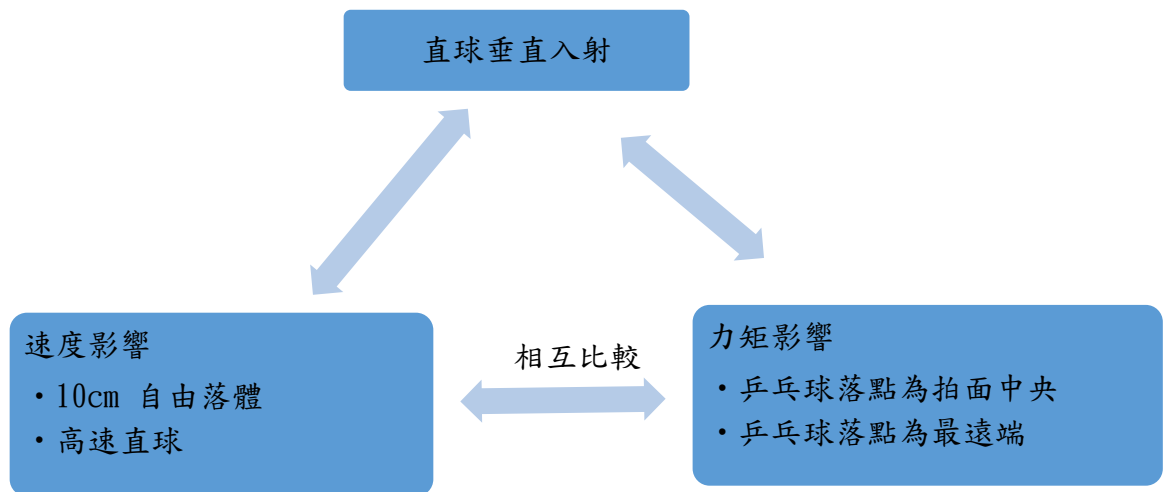 直球垂直入射
速度影響
・10cm 自由落體
・高速直球
相互比較
力矩影響
・乒乓球落點為拍面中央
・乒乓球落點為最遠端